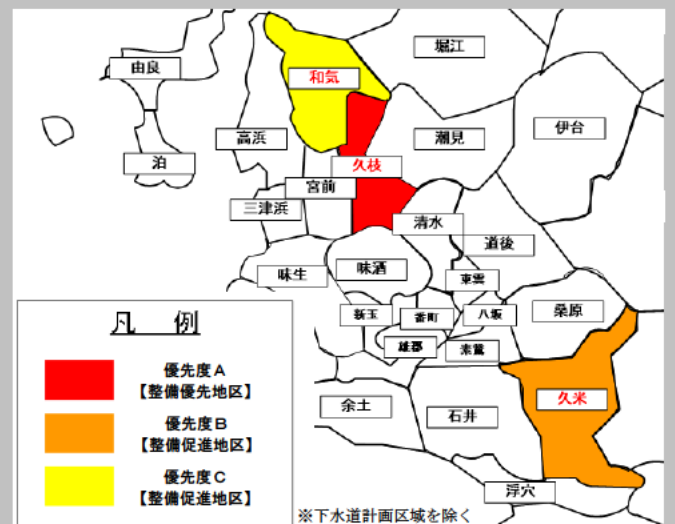 堀江
由良
和気
伊台
潮見
高浜
泊
久枝
宮前
三津浜
清水
道後
味生
味酒
東雲
桑原
新玉
番町
八坂
雄郡
素鵞
久米
余土
石井
浮穴
凡 例
優先度A
【整備優先地区】
優先度B
【整備促進地区】
優先度C
【整備促進地区】
※下水道計画区域を除く